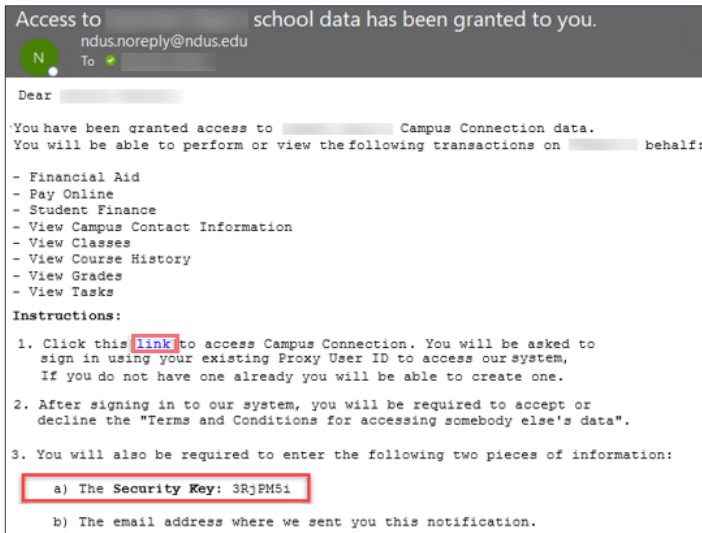 Access to school data has been granted to you.
ndus.noreply@ndus.edu
N
To
Dear
You have been granted access to Campus Connection data.
You will be able to perform or view the following transactions on behalf:
- Financial Aid
- Pay Online
- Student Finance
- View Campus Contact Information
- View Classes
- View Course History
- View Grades
- View Tasks
Instructions:
1. Click this link to access Campus Connection. You will be asked to
sign in using your existing Proxy User ID to access our system,
If you do not have one already you will be able to create one.
2. After signing in to our system, you will be required to accept or
decline the "Terms and Conditions for accessing somebody else's data".
3. You will also be required to enter the following two pieces of information:
a) The Security Key: 3RjPM5i
b) The email address where we sent you this notification.